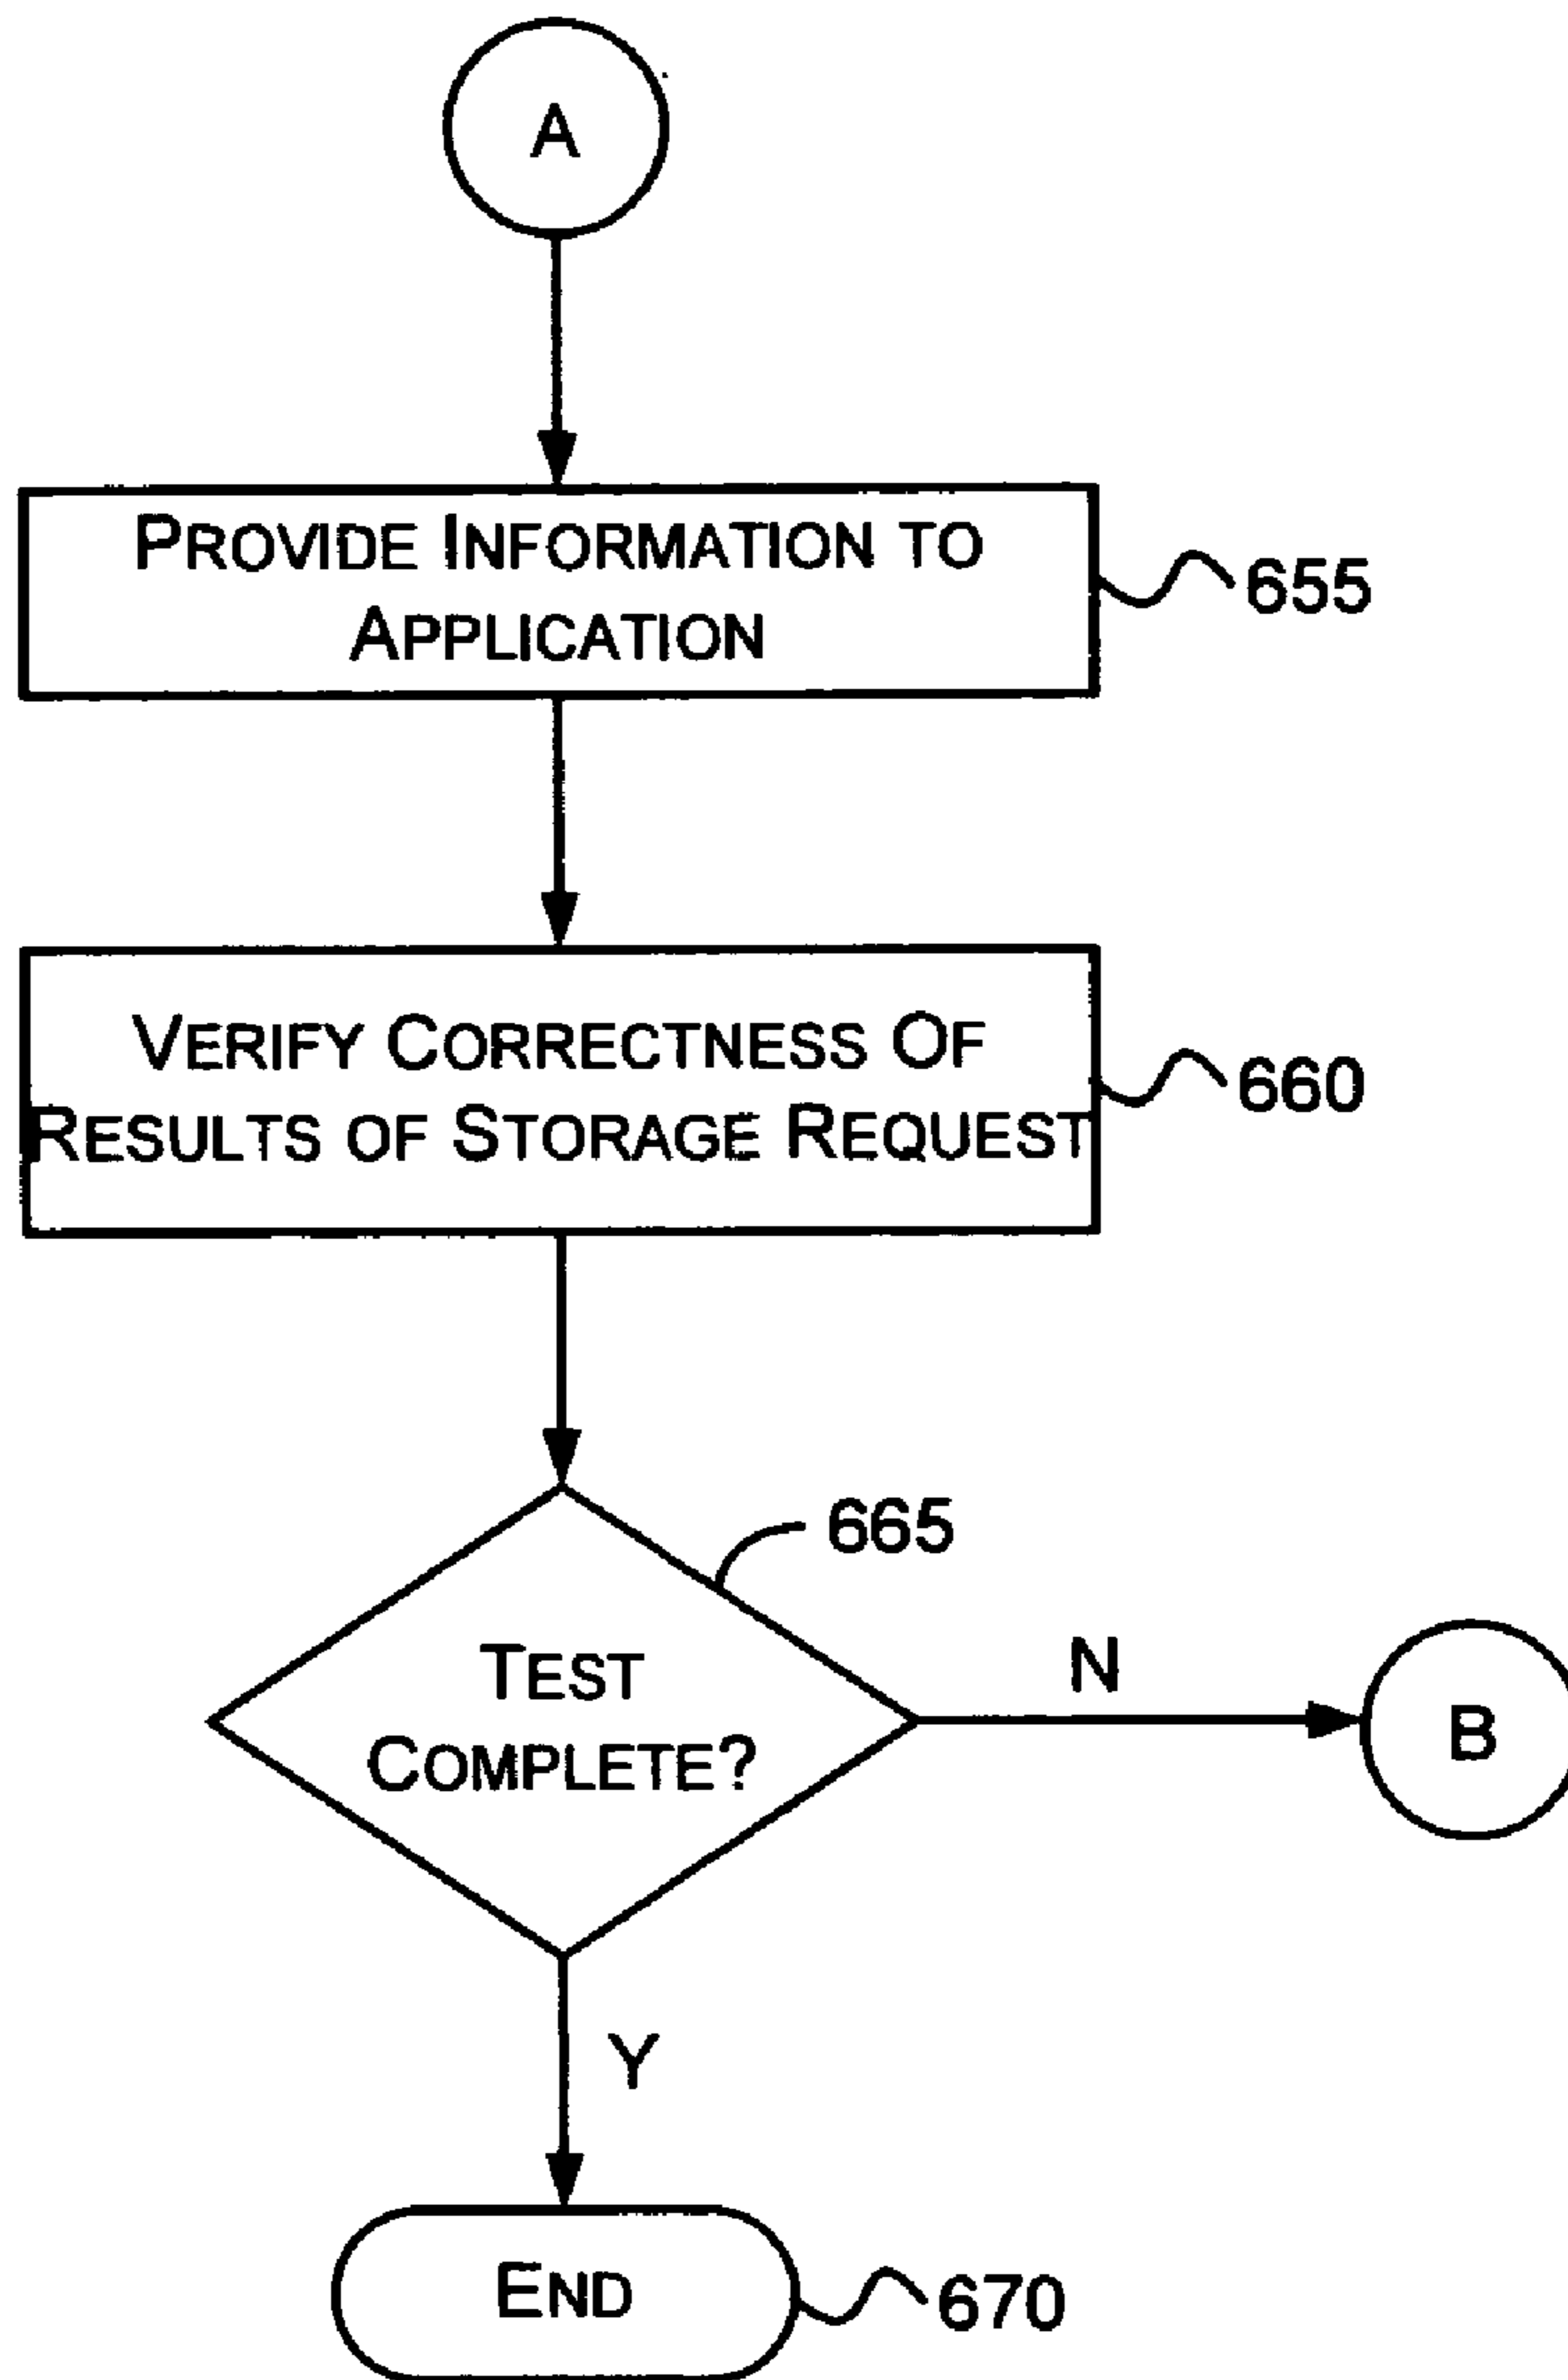 A
PROVIDE INFORMATION TO
APPLICATION
655
VERIFY CORRECTNESS OF
RESULTS OF STORAGE REQUEST
660
665
TEST
COMPLETE?
N
B
Y
END
670